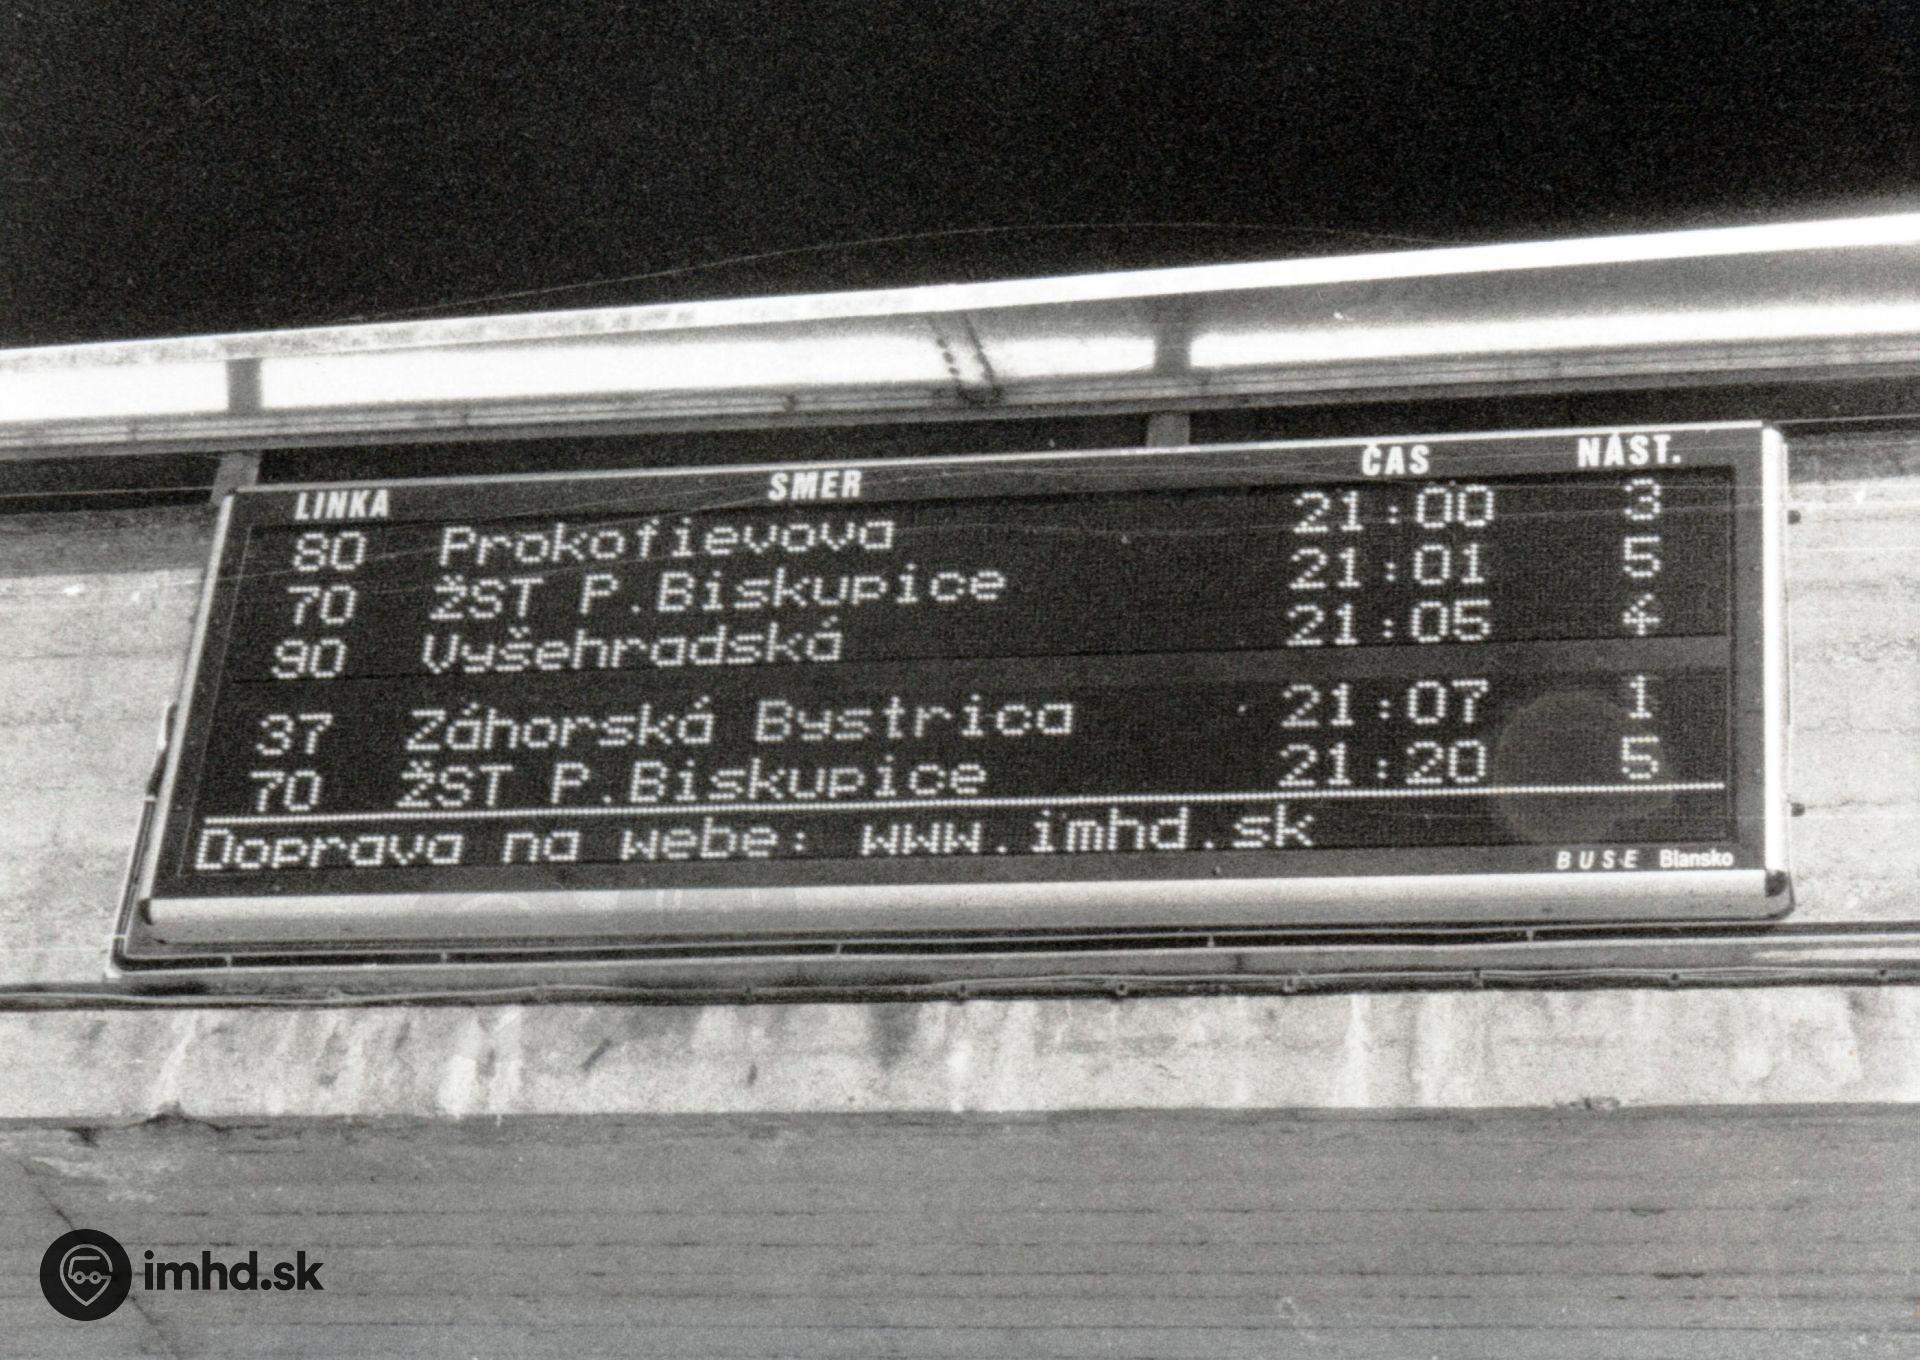 LINKA SMER ČAS NÁST.
80 Prokofievova 21:00 3
70 ŽST P.Biskupice 21:01 5
90 Vyšehradská 21:05 4
37 Záhorská Bystrica 21:07 1
70 ŽST P.Biskupice 21:20 5
Doprava na webe: www.imhd.sk
BUSE Blansko
imhd.sk